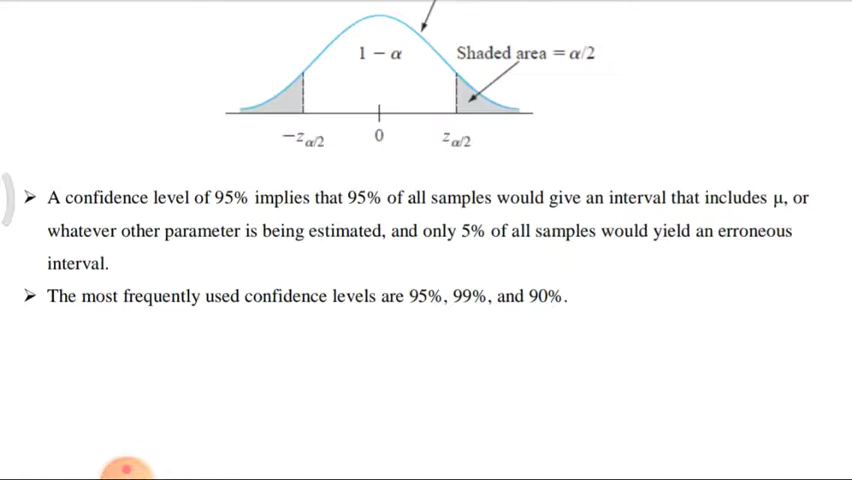 1 − α
Shaded area = α/2
−zα/2 0 zα/2
➢ A confidence level of 95% implies that 95% of all samples would give an interval that includes μ, or
whatever other parameter is being estimated, and only 5% of all samples would yield an erroneous
interval.
➢ The most frequently used confidence levels are 95%, 99%, and 90%.